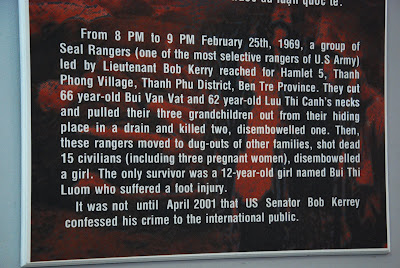 luận quốc tế.
From 8 PM to 9 PM February 25th, 1969, a group of
Seal Rangers (one of the most selective rangers of U.S Army)
led by Lieutenant Bob Kerry reached for Hamlet 5, Thanh
Phong Village, Thanh Phu District, Ben Tre Province. They cut
66 year-old Bui Van Vat and 62 year-old Luu Thi Canh's necks
and pulled their three grandchildren out from their hiding
place in a drain and killed two, disembowelled one. Then,
these rangers moved to dug-outs of other families, shot dead
15 civilians (including three pregnant women), disembowelled
a girl. The only survivor was a 12-year-old girl named Bui Thi
Luom who suffered a foot injury.
It was not until April 2001 that US Senator Bob Kerrey
confessed his crime to the international public.